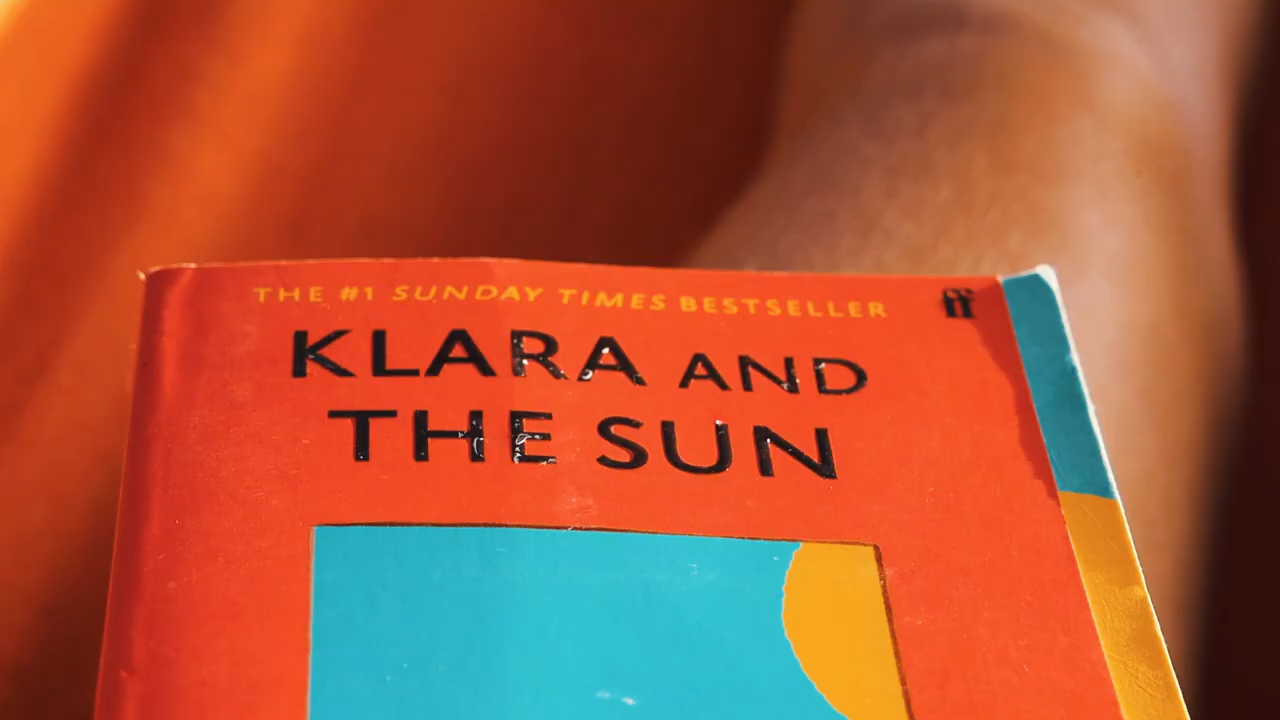 THE #1 SUNDAY TIMES BESTSELLER
ff
KLARA AND
THE SUN